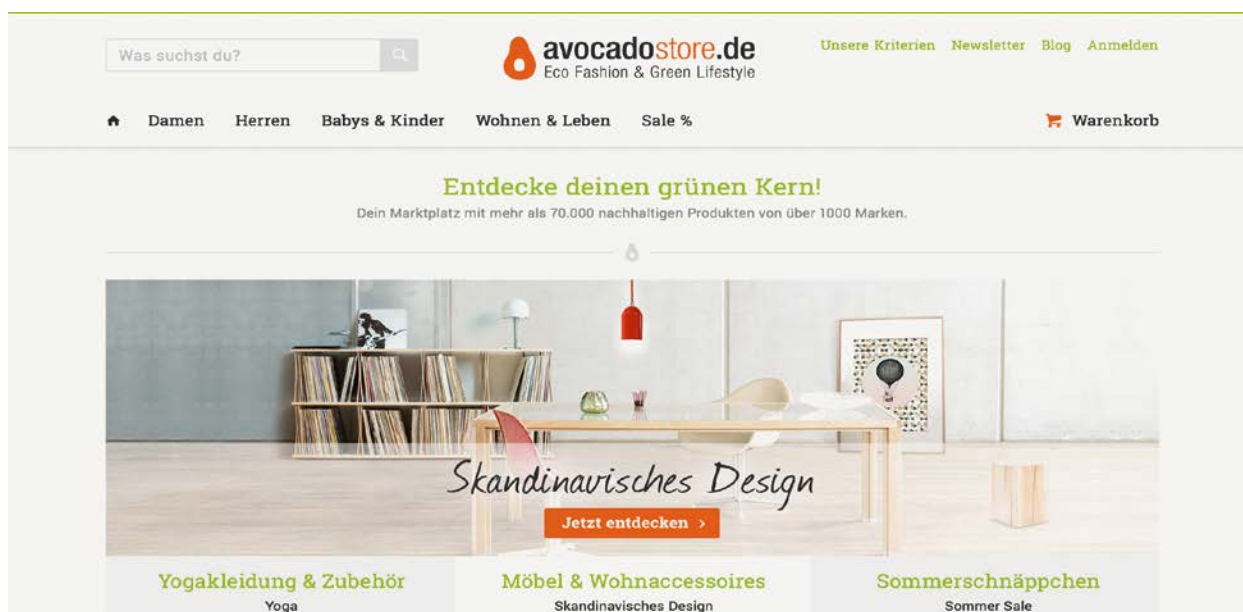 Was suchst du?
avocadostore.de
Eco Fashion & Green Lifestyle
Unsere Kriterien Newsletter Blog Anmelden
Damen Herren Babys & Kinder Wohnen & Leben Sale %
Warenkorb
Entdecke deinen grünen Kern!
Dein Marktplatz mit mehr als 70.000 nachhaltigen Produkten von über 1000 Marken.
Skandinavisches Design
Jetzt entdecken >
Yogakleidung & Zubehör
Yoga
Möbel & Wohnaccessoires
Skandinavisches Design
Sommerschnäppchen
Sommer Sale